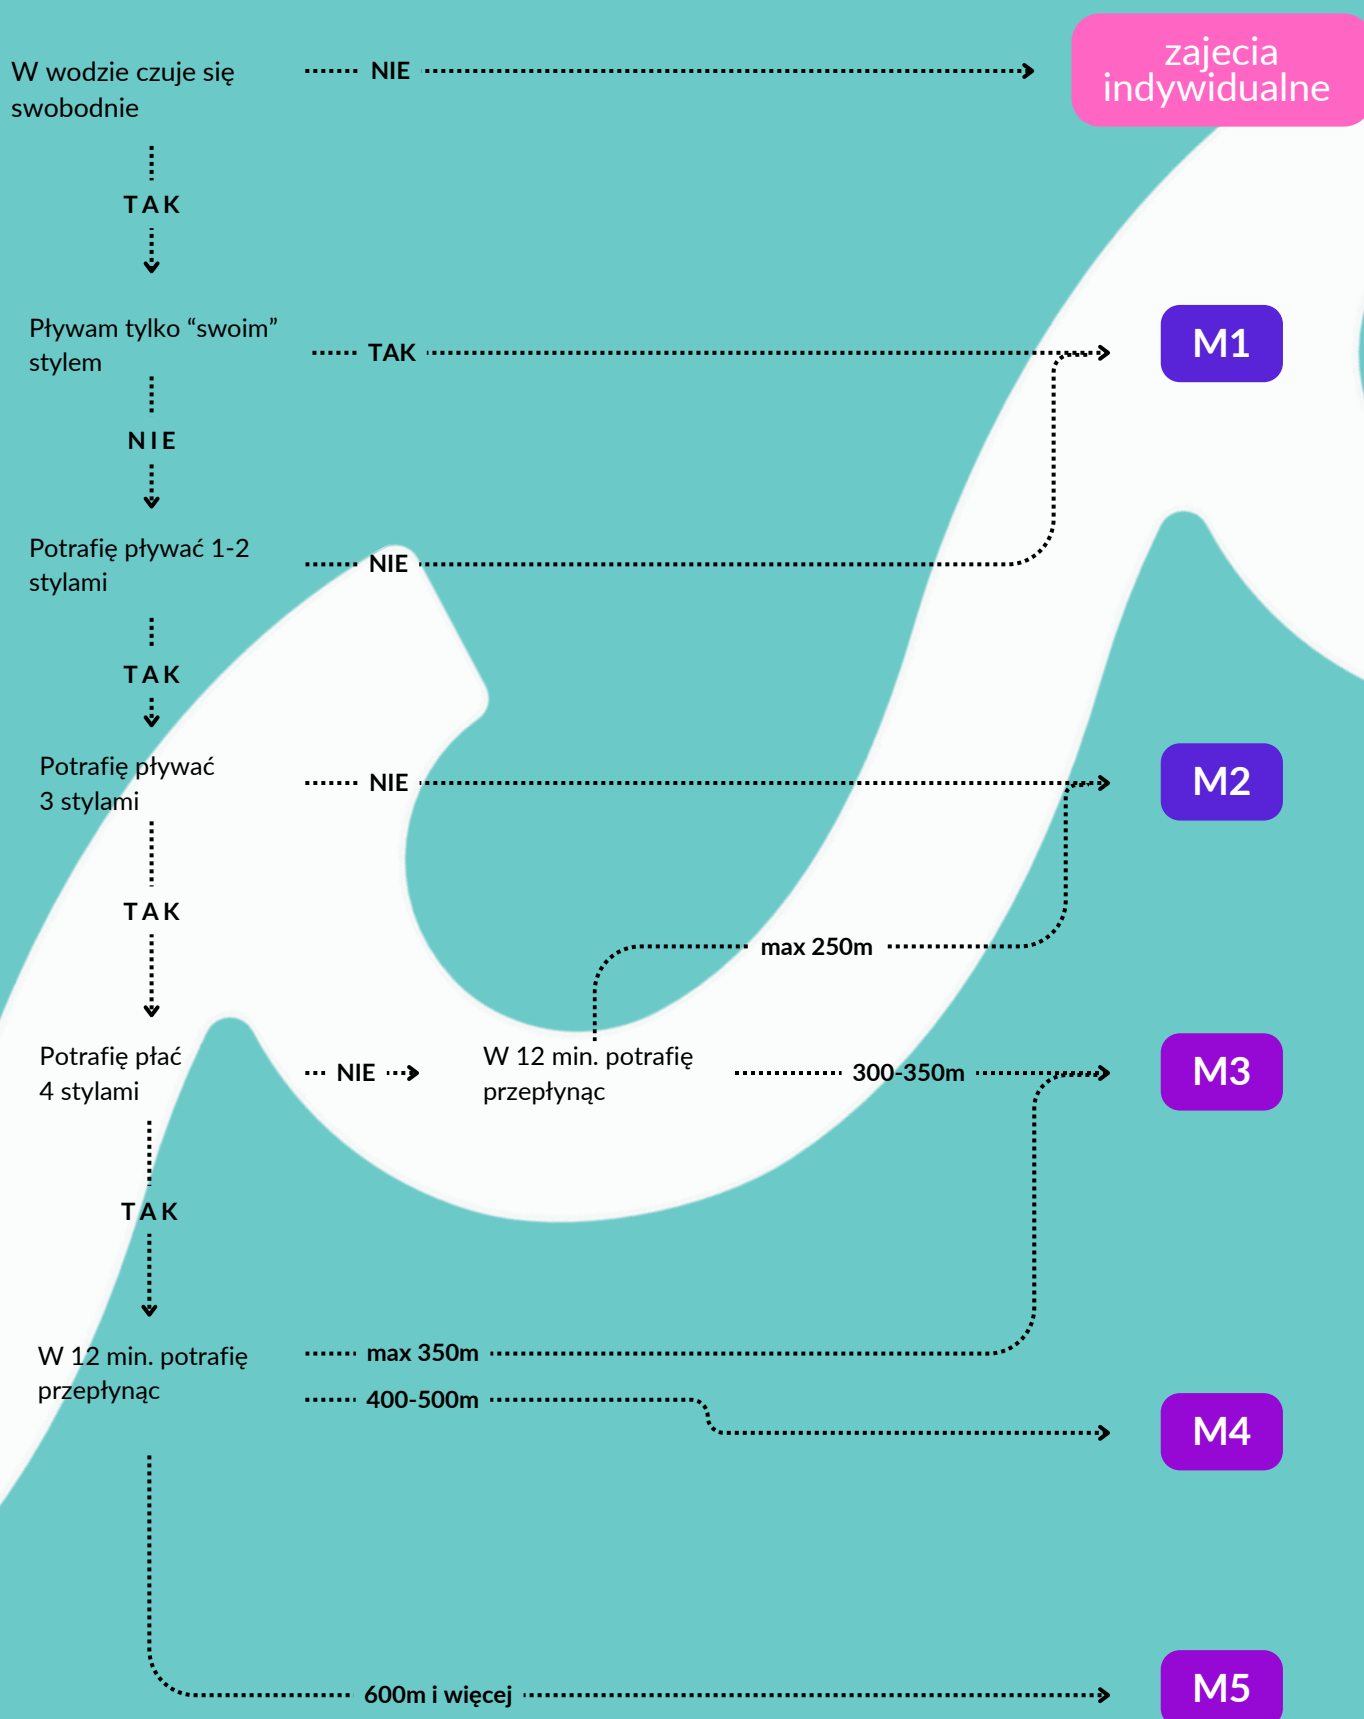 W wodzie czuje się
swobodnie
NIE
zajecia
indywidualne
TAK
Pływam tylko “swoim”
stylem
TAK
M1
NIE
Potrafię pływać 1-2
stylami
NIE
TAK
Potrafię pływać
3 stylami
NIE
M2
TAK
max 250m
Potrafię płać
4 stylami
NIE
W 12 min. potrafię
przepłynąc
300-350m
M3
TAK
W 12 min. potrafię
przepłynąc
max 350m
400-500m
M4
600m i więcej
M5